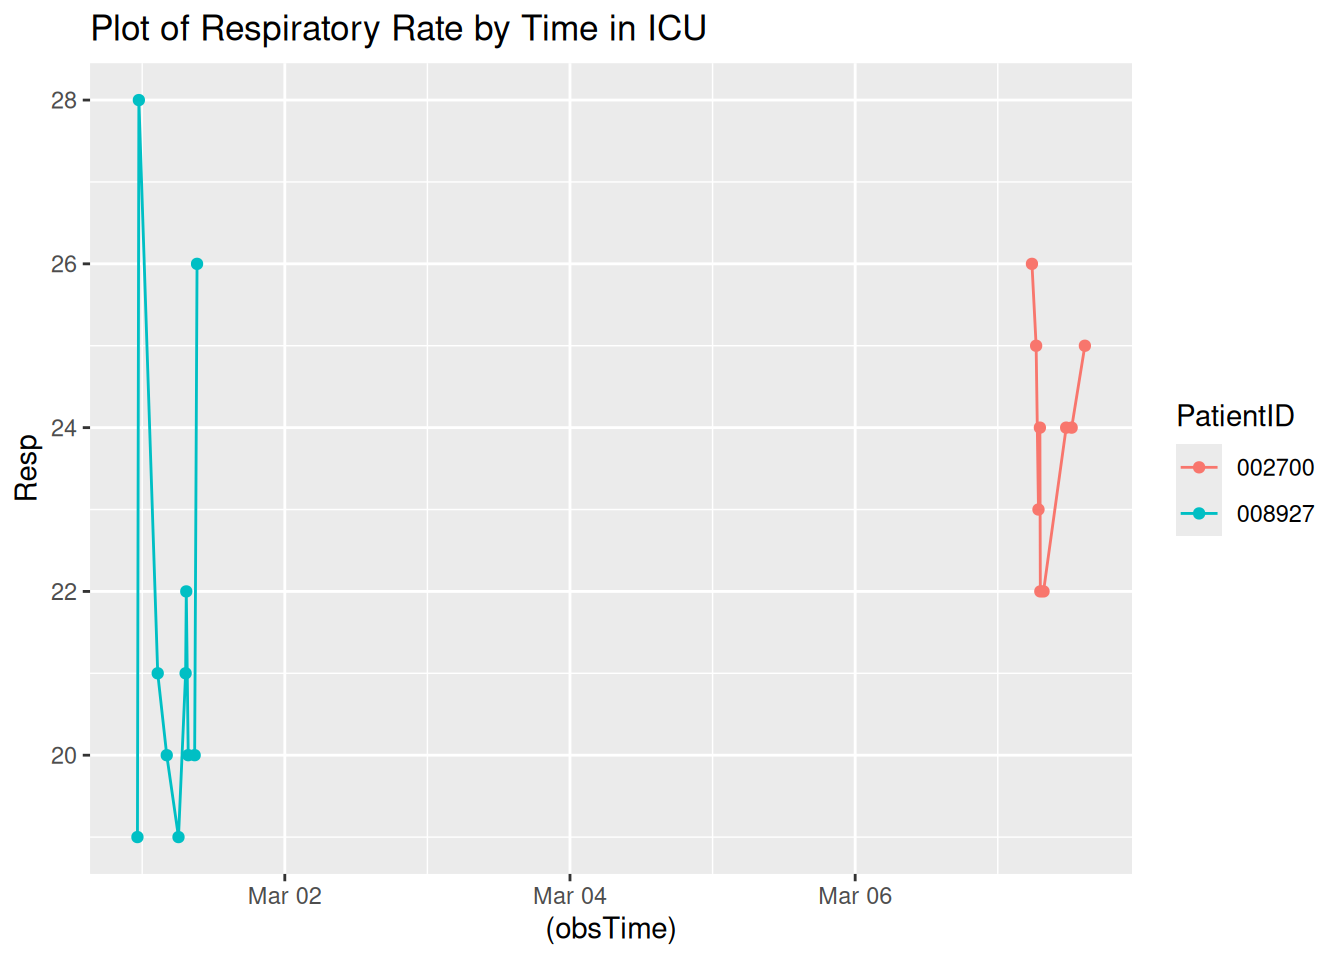 Plot of Respiratory Rate by Time in ICU
28
26
24
22
20
Resp
Mar 02
Mar 04
Mar 06
(obsTime)
PatientID
002700
008927